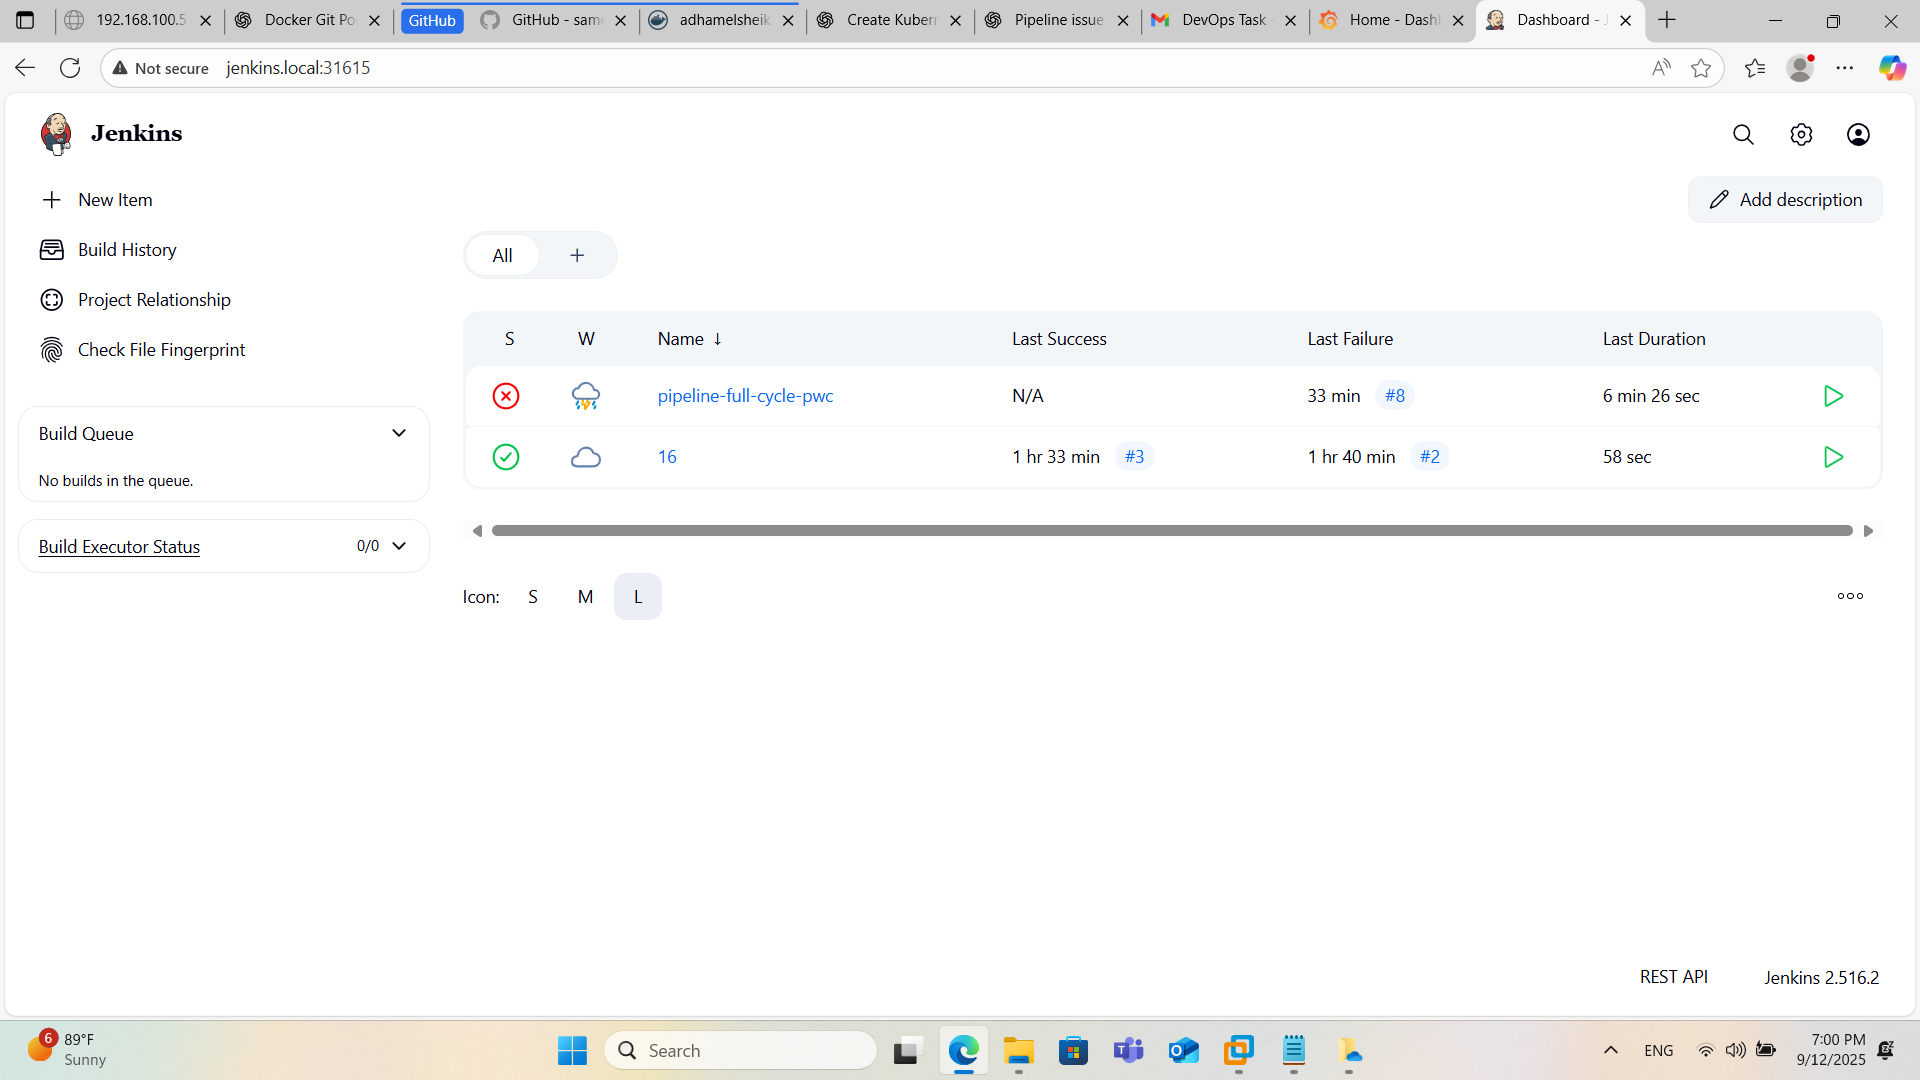 192.168.100.5
Docker Git Po
GitHub
GitHub - same
adhamelsheik
Create Kubern
Pipeline issue
DevOps Task -
Home - Dashb
Dashboard - J
Not secure
jenkins.local:31615
Jenkins
New Item
Add description
Build History
All
+
Project Relationship
Check File Fingerprint
S W Name ↓ Last Success Last Failure Last Duration
pipeline-full-cycle-pwc N/A 33 min #8 6 min 26 sec
16 1 hr 33 min #3 1 hr 40 min #2 58 sec
Build Queue
No builds in the queue.
Build Executor Status 0/0
Icon: S M L
REST API Jenkins 2.516.2
6
89°F
Sunny
Search
ENG
7:00 PM
9/12/2025